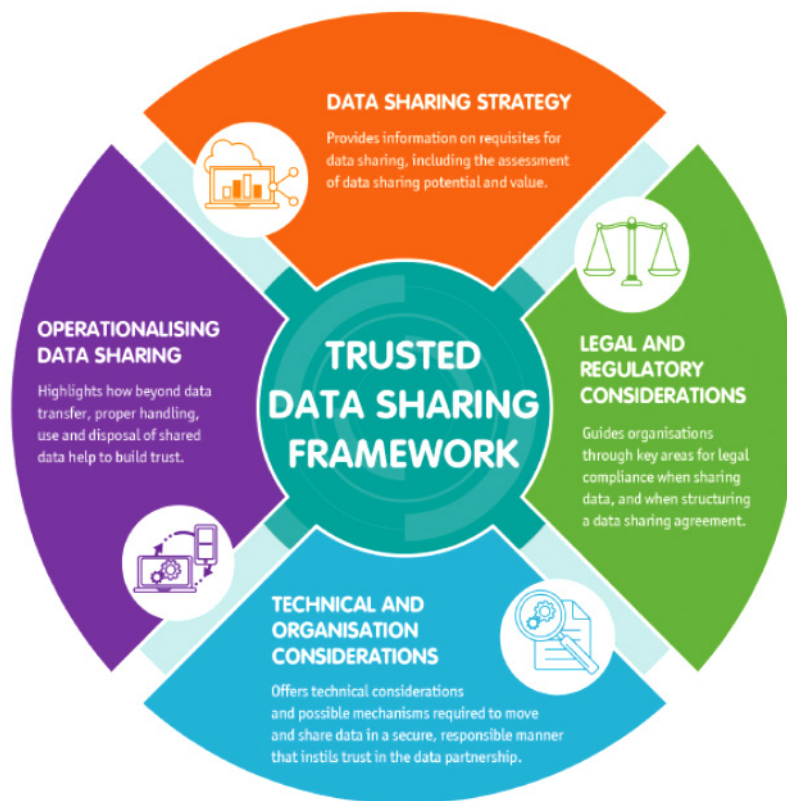 DATA SHARING STRATEGY
Provides information on requisites for
data sharing, including the assessment
of data sharing potential and value.
OPERATIONALISING
DATA SHARING
Highlights how beyond data
transfer, proper handling,
use and disposal of shared
data help to build trust.
TRUSTED
DATA SHARING
FRAMEWORK
LEGAL AND
REGULATORY
CONSIDERATIONS
Guides organisations
through key areas for legal
compliance when sharing
data, and when structuring
a data sharing agreement.
TECHNICAL AND
ORGANISATION
CONSIDERATIONS
Offers technical considerations
and possible mechanisms required to move
and share data in a secure, responsible manner
that instils trust in the data partnership.